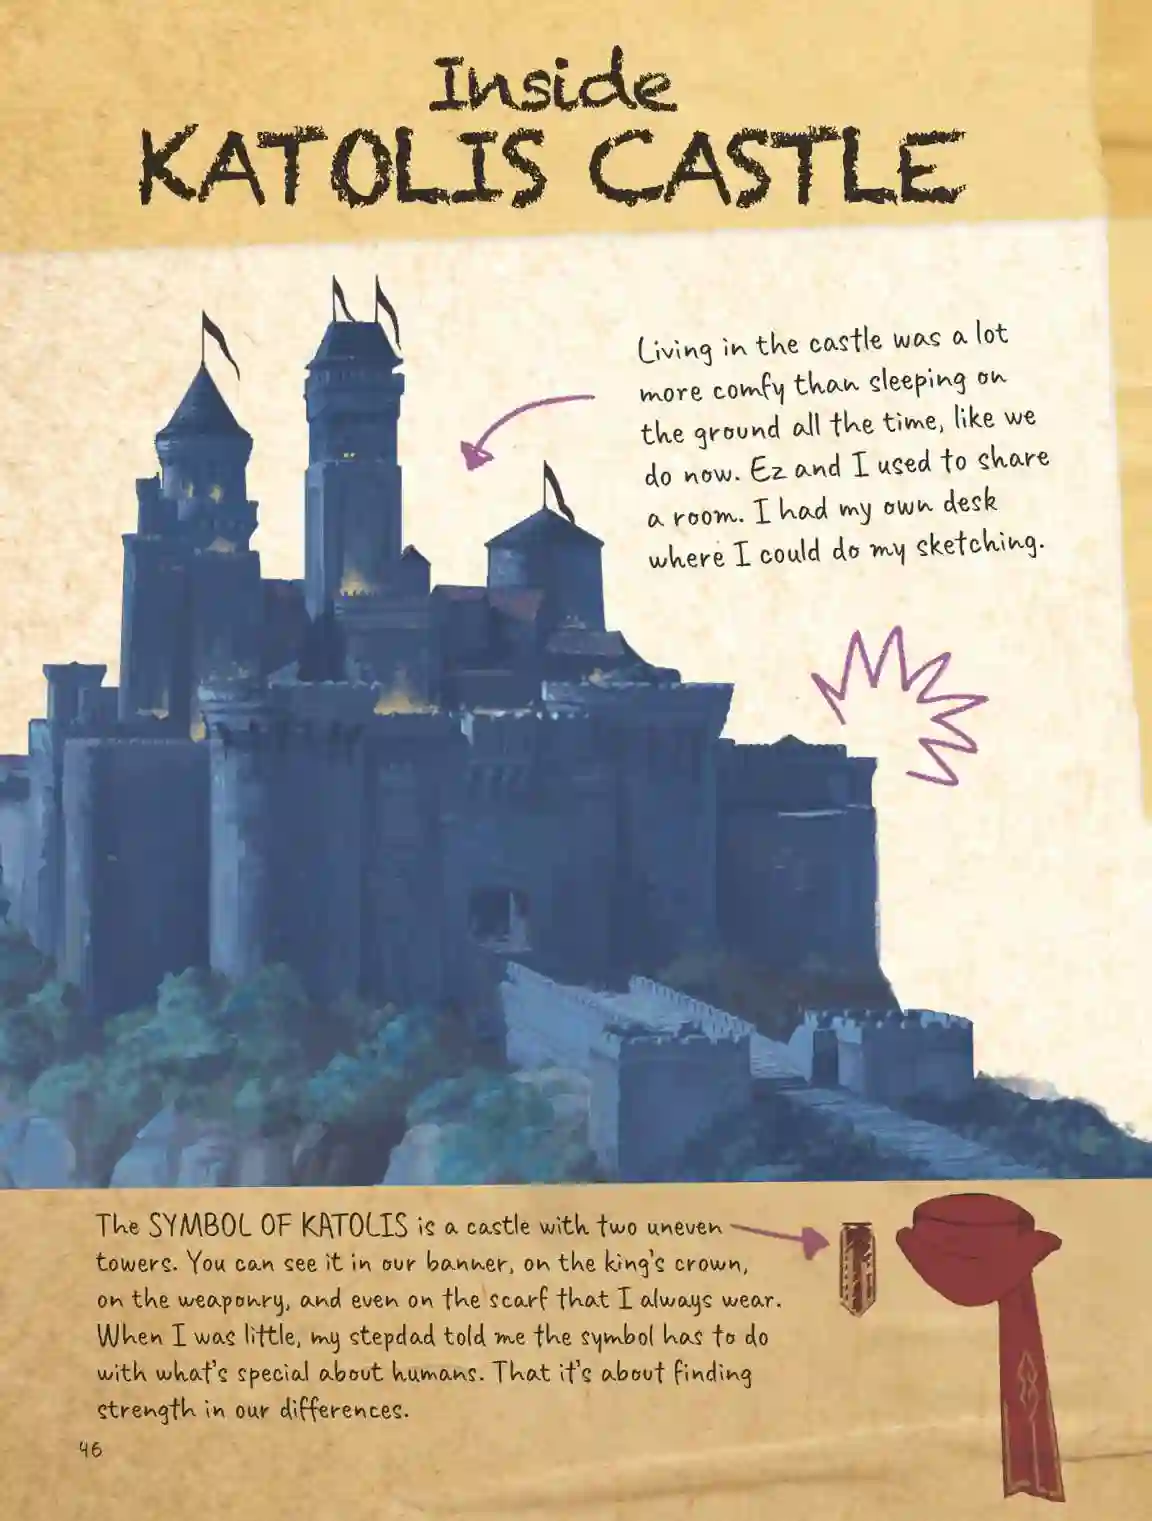 Inside
KATOLIS CASTLE
Living in the castle was a lot
more comfy than sleeping on
the ground all the time, like we
do now. Ez and I used to share
a room. I had my own desk
where I could do my sketching.
The SYMBOL OF KATOLIS is a castle with two uneven
towers. You can see it in our banner, on the king's crown,
on the weaponry, and even on the scarf that I always wear.
When I was little, my stepdad told me the symbol has to do
with what's special about humans. That it's about finding
strength in our differences.
46